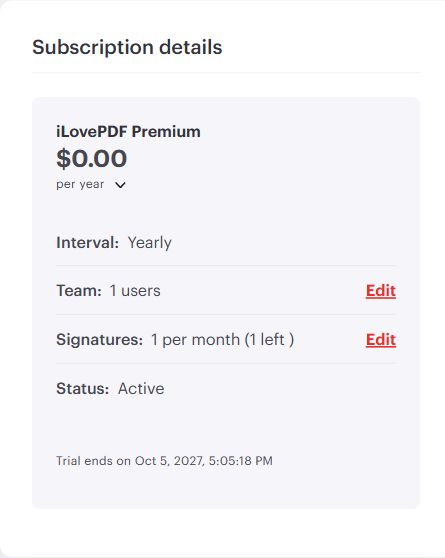 Subscription details
iLovePDF Premium
$0.00
per year
Interval: Yearly
Team: 1 users
Edit
Signatures: 1 per month (1 left )
Edit
Status: Active
Trial ends on Oct 5, 2027, 5:05:18 PM